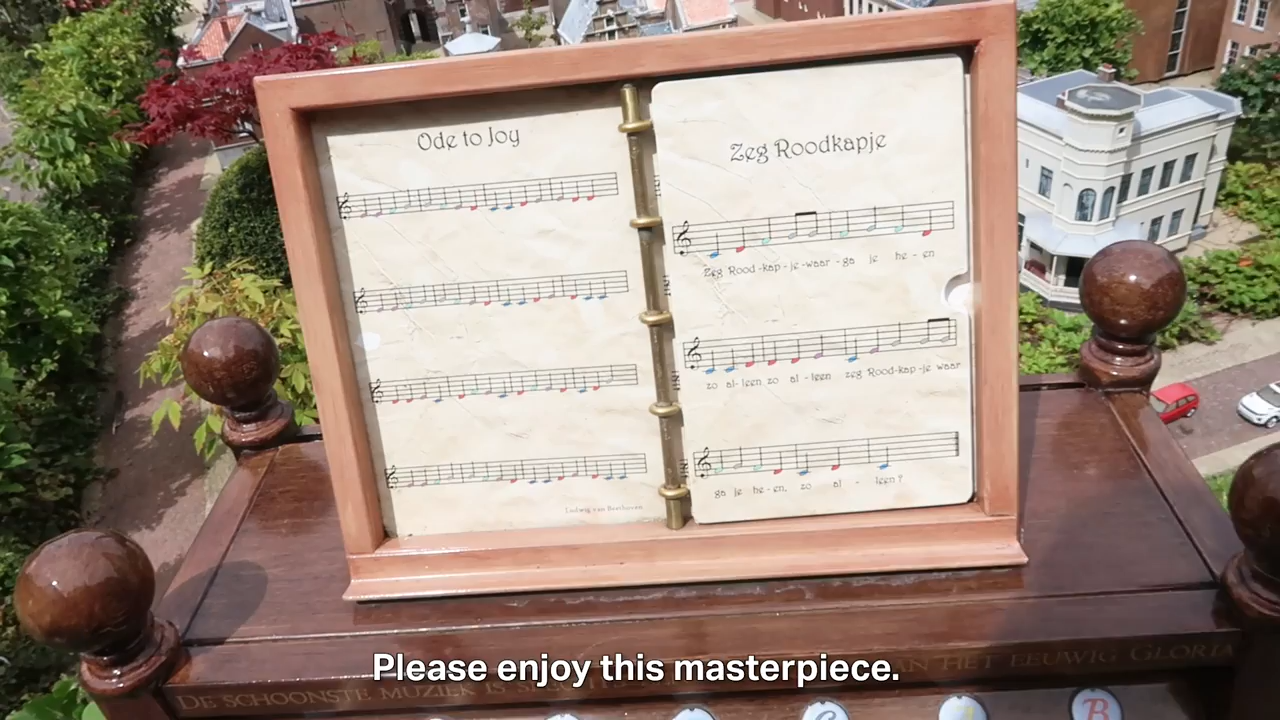 Ode to Joy
Ludwig van Beethoven
Zeg Roodkapje
Zeg Rood-kap-je-waar-ga je he-en
zo al-leen zo al-leen zeg Rood-kap-je waar
ga je he-en, zo al-leen?
DE SCHOONSTE MUZIEK IS HET EEUWIG GLORIA
Please enjoy this masterpiece.
C
B